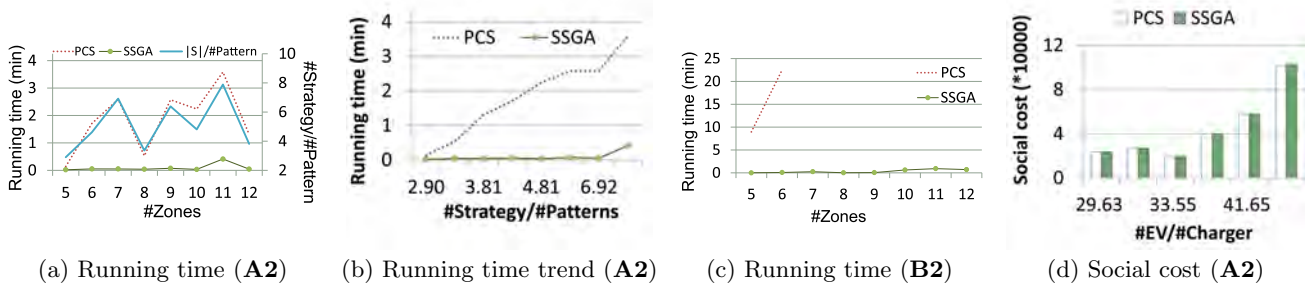 PCS SSGA |S|/#Pattern
Running time (min)
4
3
2
1
0
10
8
6
4
2
#Strategy/#Pattern
5 6 7 8 9 10 11 12
#Zones
(a) Running time (A2)
PCS SSGA
Running time (min)
4
3
2
1
0
2.90 3.81 4.81 6.92
#Strategy/#Patterns
(b) Running time trend (A2)
PCS
SSGA
Running time (min)
25
20
15
10
5
0
5 6 7 8 9 10 11 12
#Zones
(c) Running time (B2)
PCS SSGA
Social cost (*10000)
12
8
4
0
29.63 33.55 41.65
#EV/#Charger
(d) Social cost (A2)